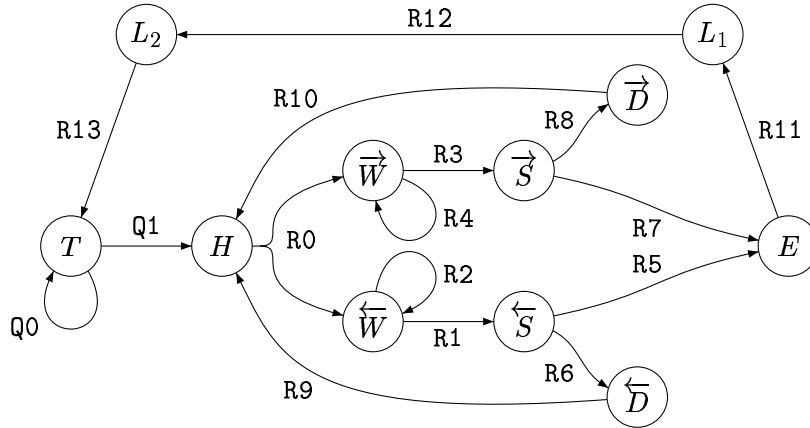 L₂
R12
L₁
R10
D⃗
R13
R8
R11
W⃗
R3
S⃗
R4
R7
T
Q1
H
R0
E
Q0
R2
R5
W⃖
R1
S⃖
R6
R9
D⃖